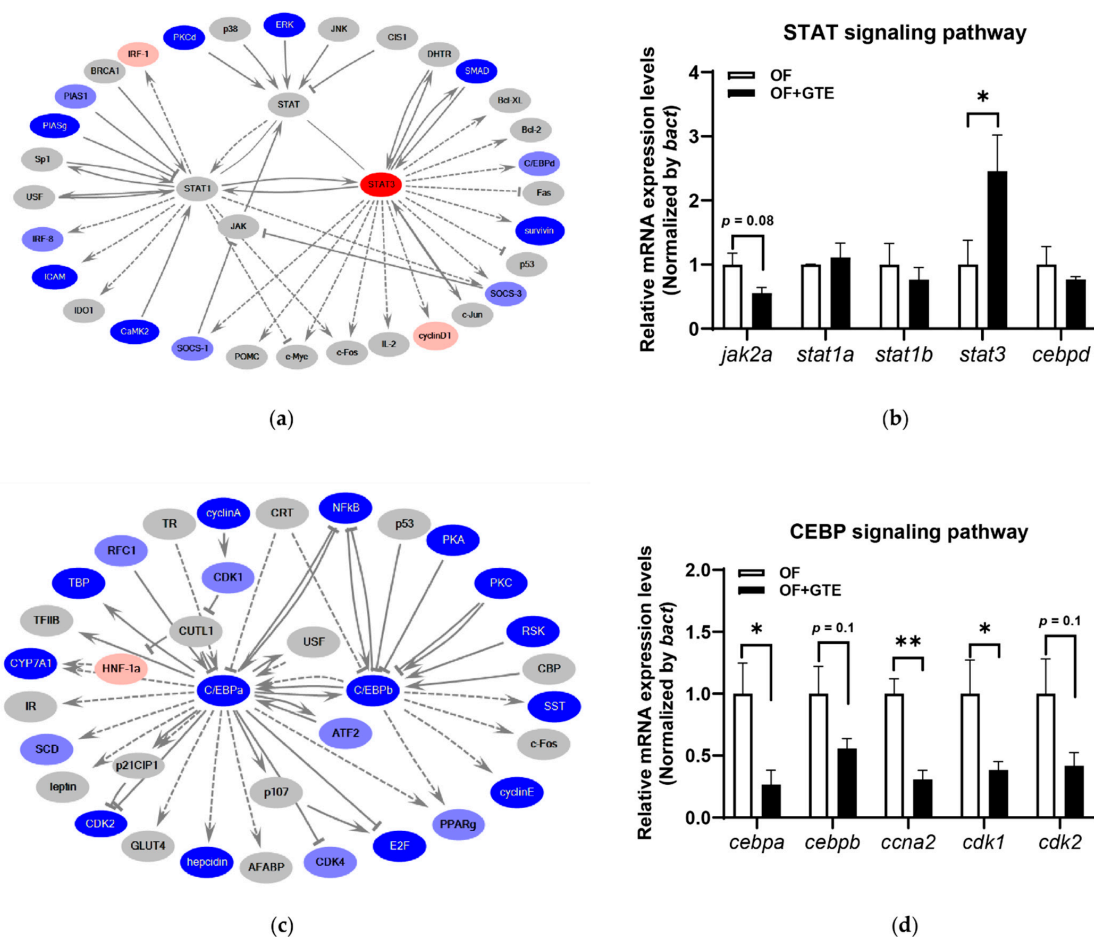 PKCd
p38
ERK
JNK
CIS1
IRF-1
DHTR
BRCA1
SMAD
PIAS1
STAT
Bcl-XL
PIASg
Bcl-2
Sp1
C/EBPd
STAT1
STAT3
USF
Fas
JAK
IRF-8
survivin
ICAM
p53
IDO1
SOCS-3
CaMK2
c-Jun
SOCS-1
cyclinD1
POMC
c-Myc
c-Fos
IL-2
(a)
STAT signaling pathway
OF
OF+GTE
Relative mRNA expression levels
(Normalized by bact)
4
3
2
1
0
p = 0.08
*
jak2a
stat1a
stat1b
stat3
cebpd
(b)
TR
cyclinA
CRT
NFkB
p53
RFC1
PKA
TBP
CDK1
PKC
TFIIB
CUTL1
USF
RSK
CYP7A1
HNF-1a
CBP
C/EBPa
C/EBPb
IR
SST
SCD
ATF2
c-Fos
leptin
p21CIP1
p107
cyclinE
CDK2
PPARg
GLUT4
hepcidin
AFABP
CDK4
E2F
(c)
CEBP signaling pathway
OF
OF+GTE
Relative mRNA expression levels
(Normalized by bact)
2.0
1.5
1.0
0.5
0.0
*
p = 0.1
**
*
p = 0.1
cebpa
cebpb
ccna2
cdk1
cdk2
(d)